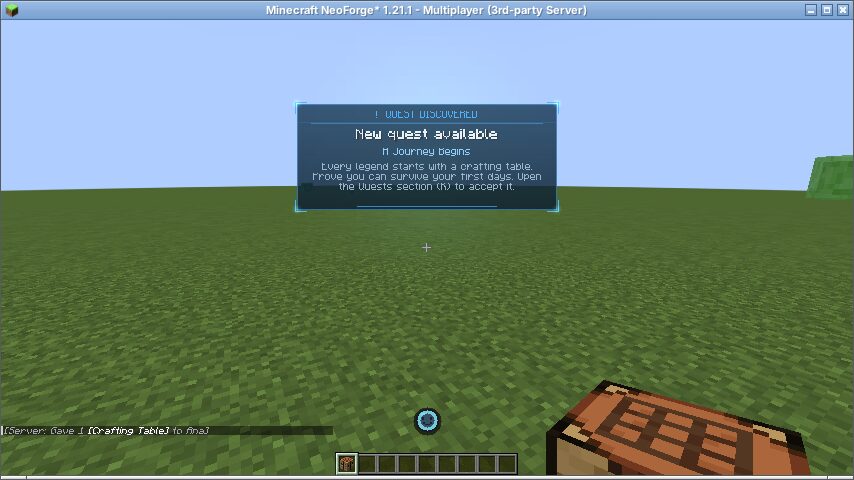 Minecraft NeoForge* 1.21.1 - Multiplayer (3rd-party Server)
! QUEST DISCOVERED
New quest available
A Journey Begins
Every legend starts with a crafting table.
Prove you can survive your first days. Open
the Quests section (K) to accept it.
[Server: Gave 1 [Crafting Table] to Ana]